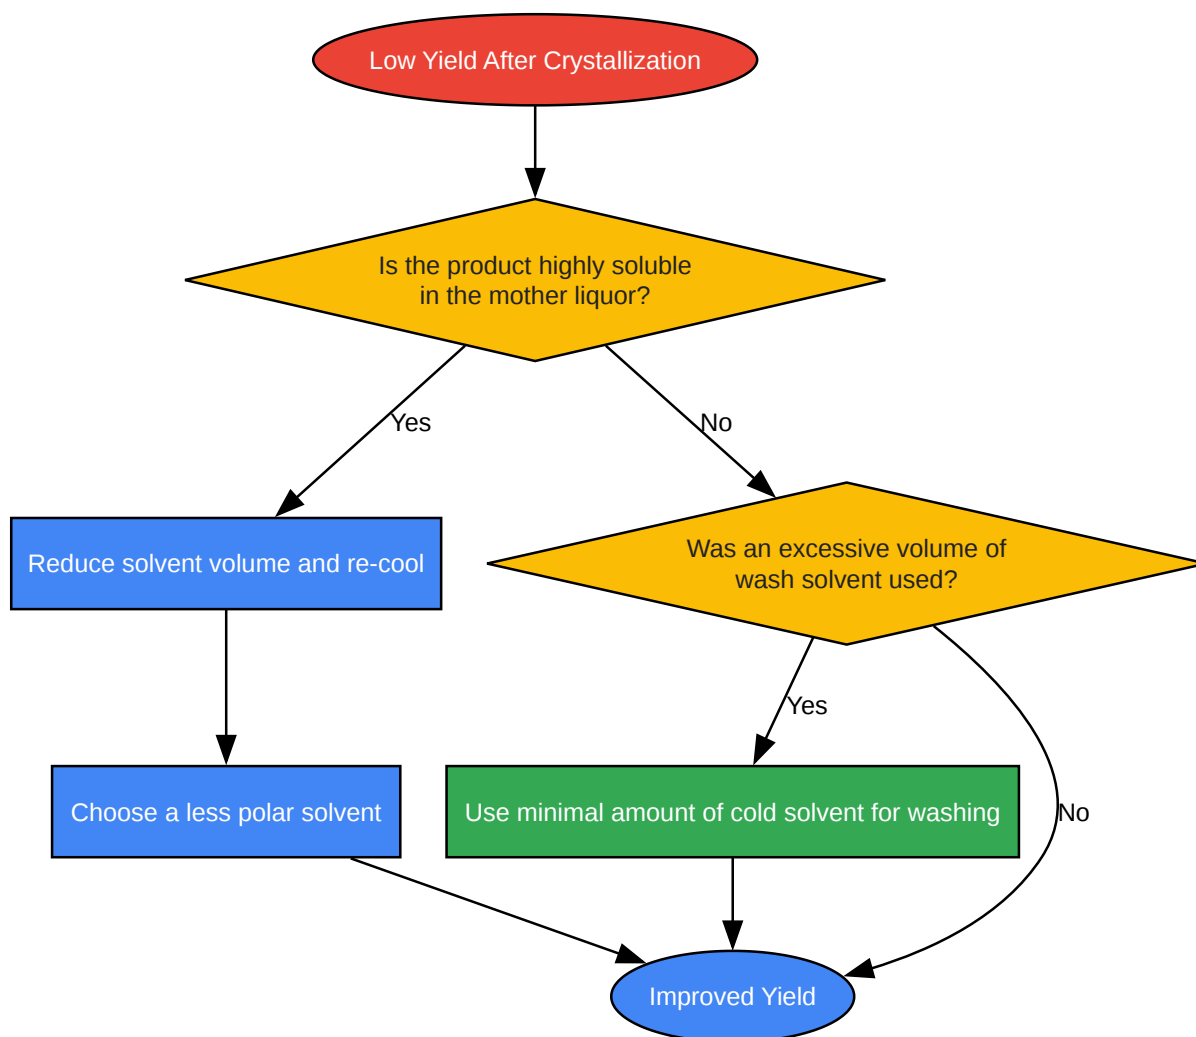 Low Yield After Crystallization
Is the product highly soluble
in the mother liquor?
Yes
No
Reduce solvent volume and re-cool
Was an excessive volume of
wash solvent used?
Yes
Choose a less polar solvent
Use minimal amount of cold solvent for washing
No
Improved Yield